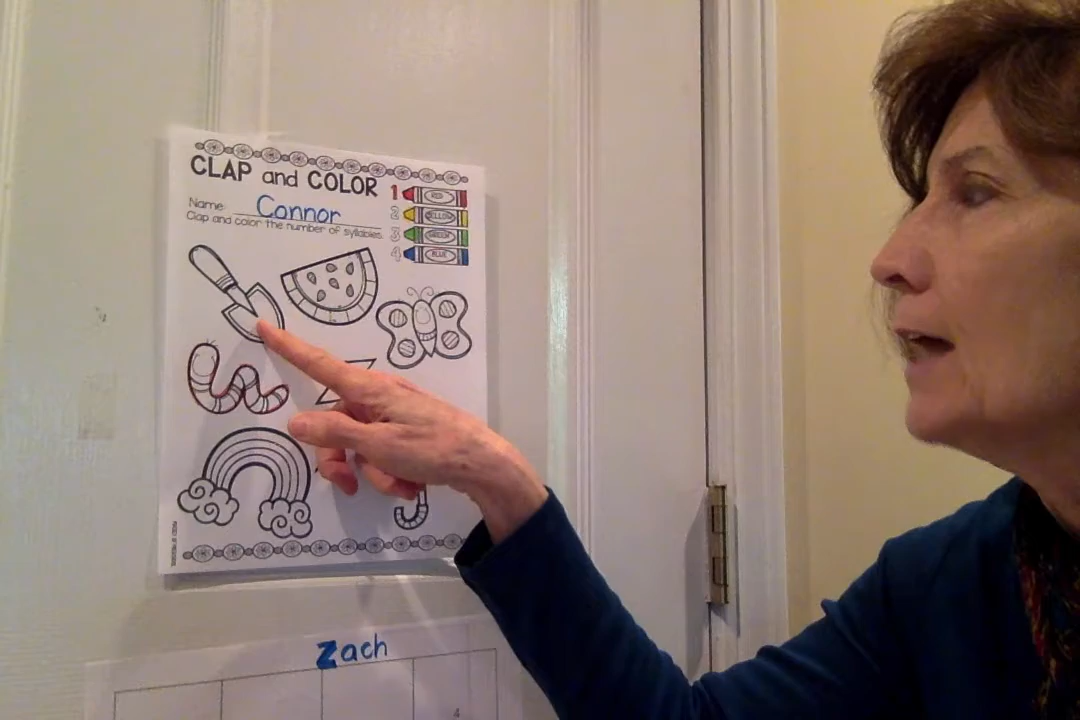 CLAP and COLOR
Name: Connor
Clap and color the number of syllables.
1 RED
2 YELLOW
3 GREEN
4 BLUE
Zach
4